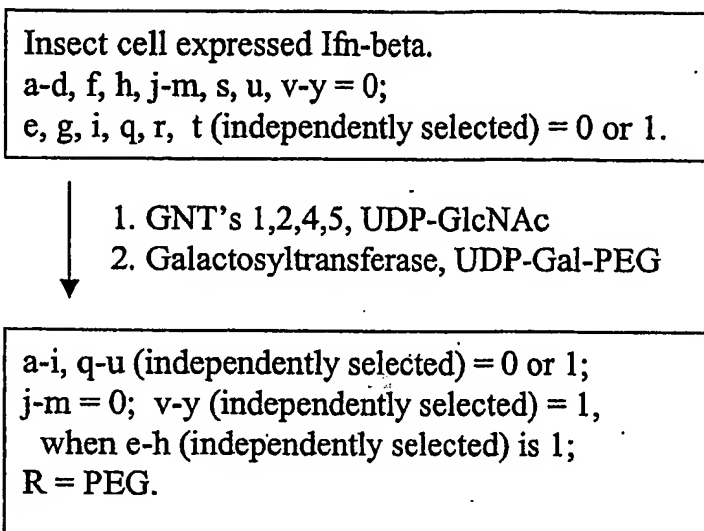 Insect cell expressed Ifn-beta.
a-d, f, h, j-m, s, u, v-y = 0;
e, g, i, q, r, t (independently selected) = 0 or 1.
1. GNT's 1,2,4,5, UDP-GlcNAc
2. Galactosyltransferase, UDP-Gal-PEG
a-i, q-u (independently selected) = 0 or 1;
j-m = 0; v-y (independently selected) = 1,
when e-h (independently selected) is 1;
R = PEG.